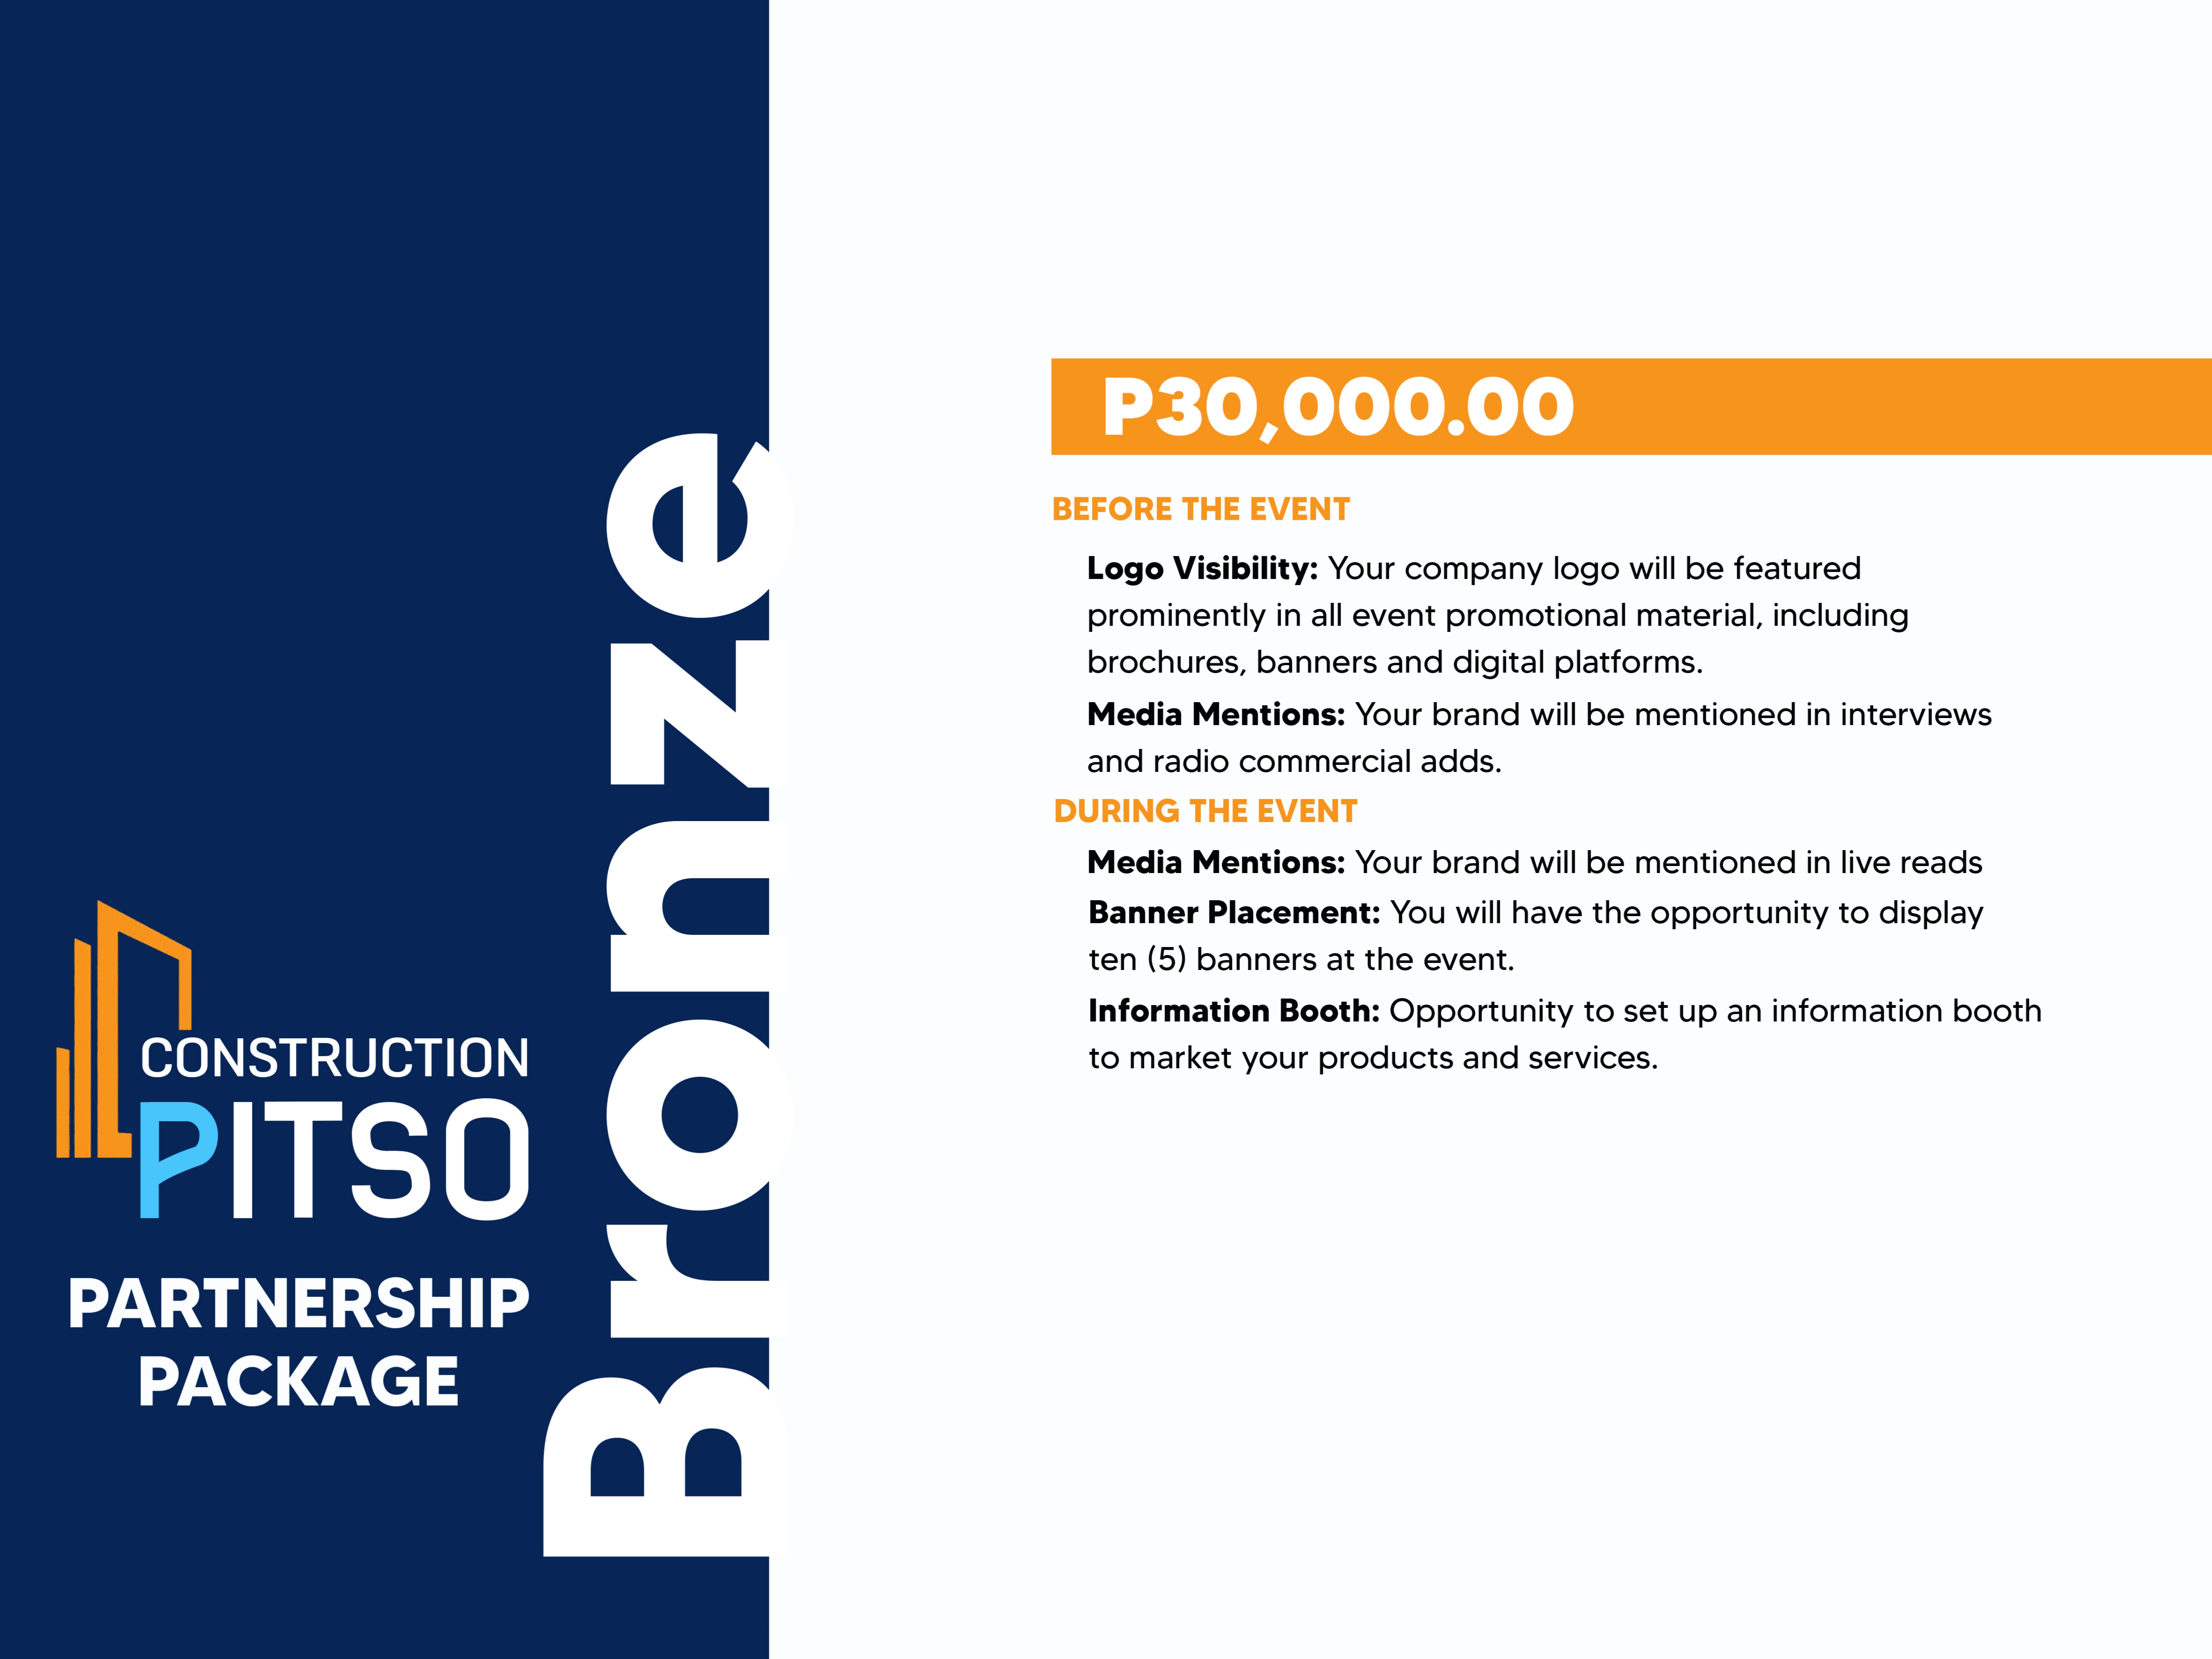 CONSTRUCTION
PITSO
PARTNERSHIP
PACKAGE
Bronze
P30,000.00
BEFORE THE EVENT
Logo Visibility: Your company logo will be featured
prominently in all event promotional material, including
brochures, banners and digital platforms.
Media Mentions: Your brand will be mentioned in interviews
and radio commercial adds.
DURING THE EVENT
Media Mentions: Your brand will be mentioned in live reads
Banner Placement: You will have the opportunity to display
ten (5) banners at the event.
Information Booth: Opportunity to set up an information booth
to market your products and services.